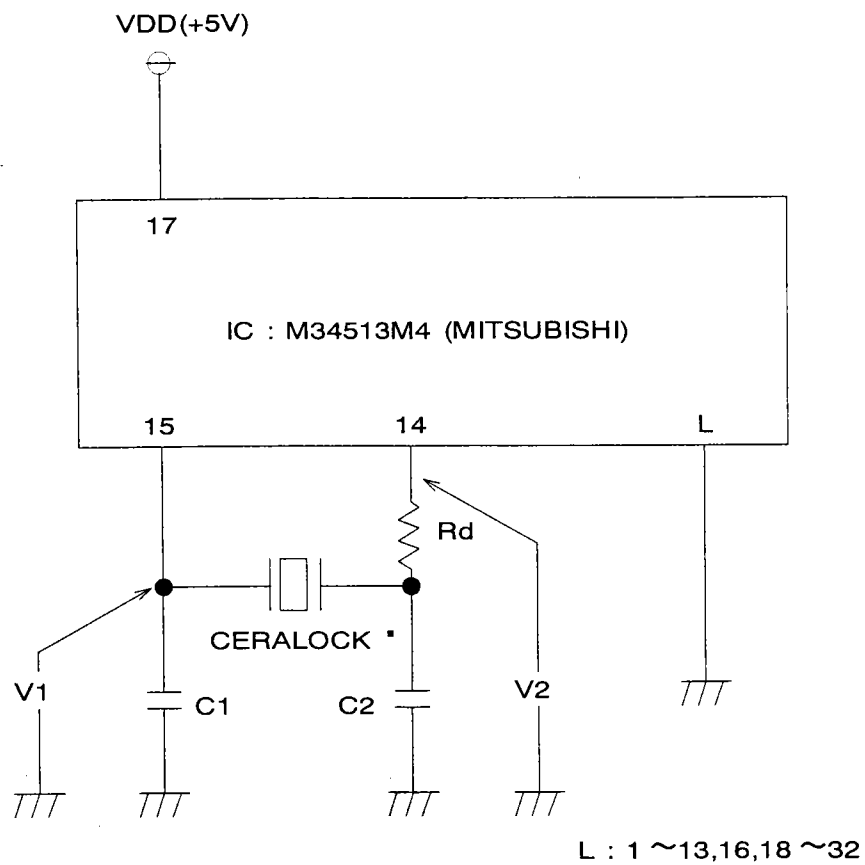 VDD(+5V)
17
IC : M34513M4 (MITSUBISHI)
15 14 L
Rd
CERALOCK
V1 C1 C2 V2
L : 1 ~13,16,18 ~32